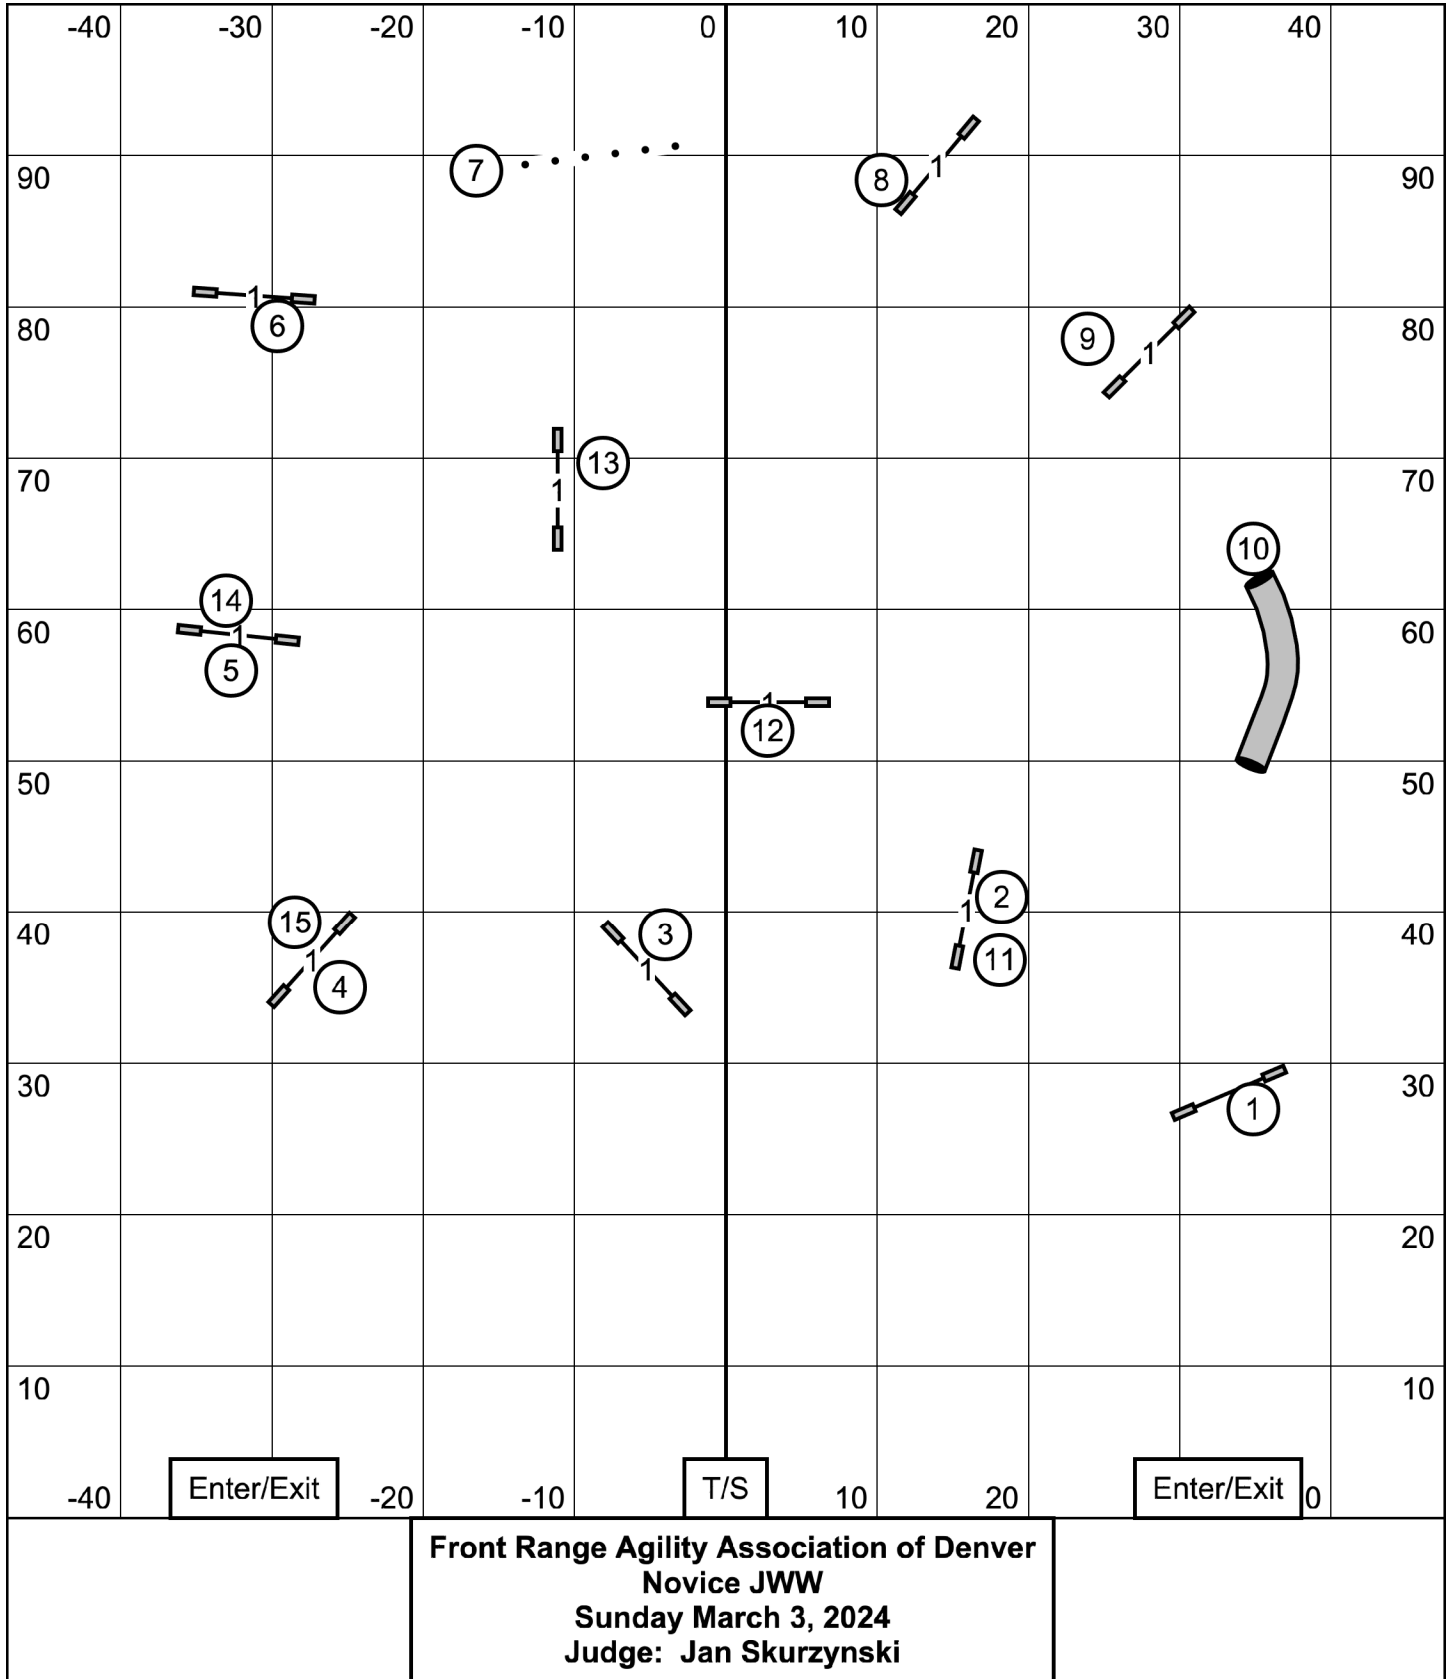 -40 -30 -20 -10 0 10 20 30 40
1
7 8 1
90 90
1
6
80 9 1 80
13
70 1 70
10
14
60 1 60
5
1
12
50 50
2
15 3 1
40 1 1 40
4 11
30 1 30
20 20
10 10
-40 Enter/Exit -20 -10 T/S 10 20 Enter/Exit 0
Front Range Agility Association of Denver
Novice JWW
Sunday March 3, 2024
Judge: Jan Skurzynski